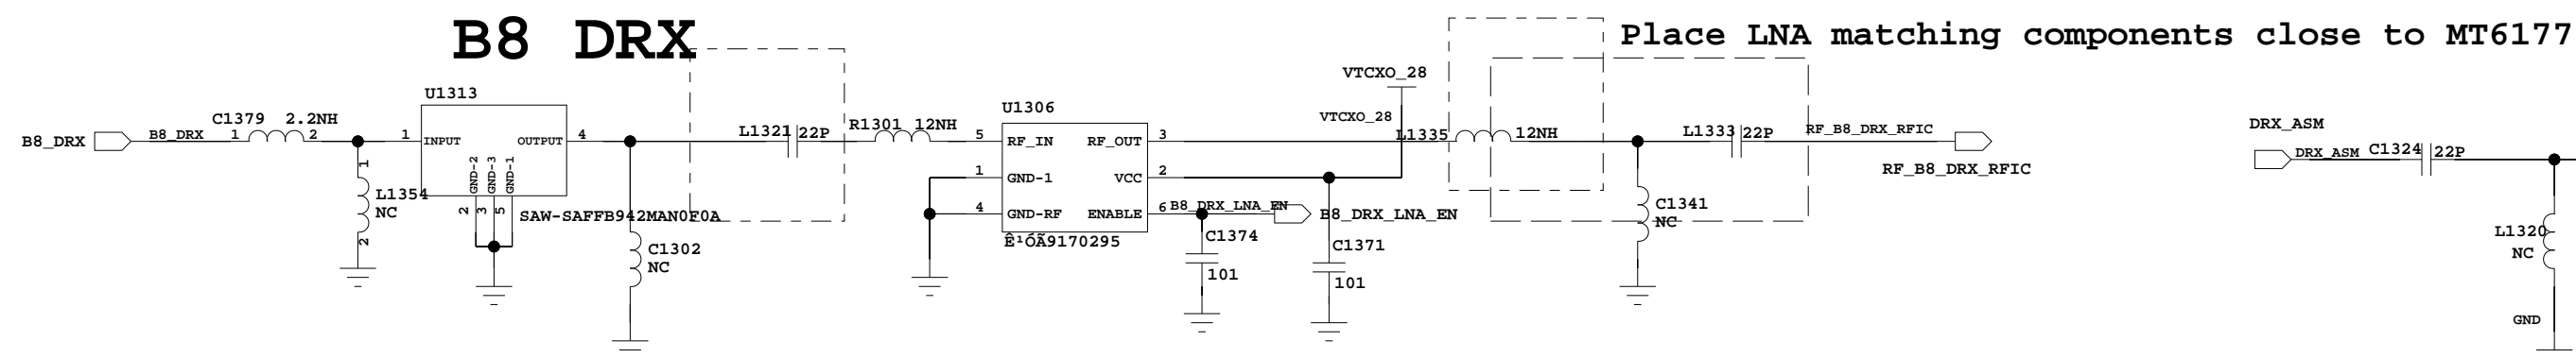 B8 DRX
Place LNA matching components close to MT6177
VTCXO_28
U1313
U1306
C1379 2.2NH
VTCXO_28
DRX_ASM
B8_DRX
B8_DRX
1
2
1
INPUT
OUTPUT
4
L1321 22P
R1301 12NH
5
RF_IN
RF_OUT
3
L1335
12NH
L1333 22P
RF_B8_DRX_RFIC
RF_B8_DRX_RFIC
DRX_ASM
C1324 22P
1
L1354
NC
2
GND-2
GND-3
GND-1
2
3
5
SAW-SAFFB942MAN0F0A
1
GND-1
VCC
2
4
GND-RF
ENABLE
6
B8_DRX_LNA_EN
B8_DRX_LNA_EN
Ê¹ÓÃ9170295
C1374
101
C1371
101
C1302
NC
C1341
NC
L1320
NC
GND